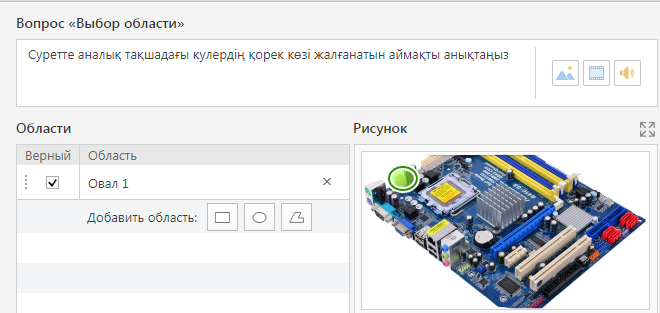 Вопрос «Выбор области»
Суретте аналық тақшадағы кулердің қорек көзі жалғанатын аймақты анықтаңыз
Области
Рисунок
Верный Область
Овал 1
Добавить область: